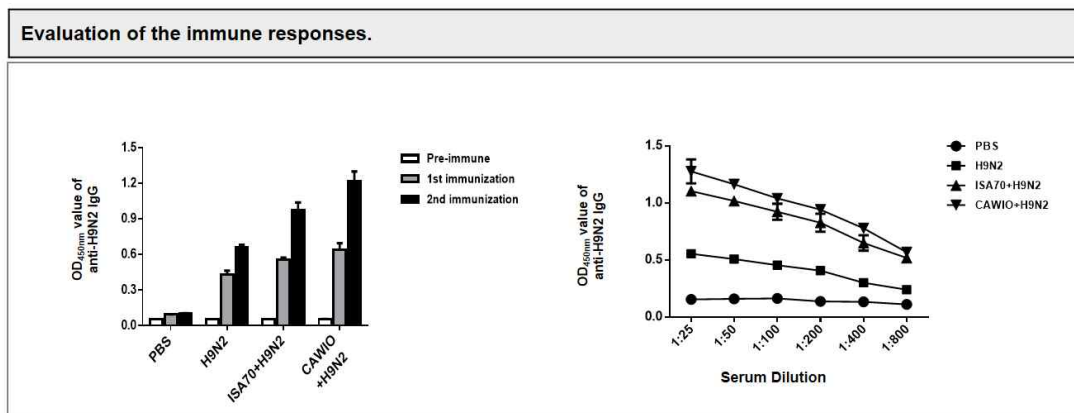 Evaluation of the immune responses.
OD450nm value of
anti-H9N2 IgG
1.5
1.2
0.9
0.6
0.3
0.0
PBS
H9N2
ISA70+H9N2
CAWIO
+H9N2
Pre-immune
1st immunization
2nd immunization
OD450nm value of
anti-H9N2 IgG
1.5
1.0
0.5
0.0
1:25
1:50
1:100
1:200
1:400
1:800
Serum Dilution
PBS
H9N2
ISA70+H9N2
CAWIO+H9N2